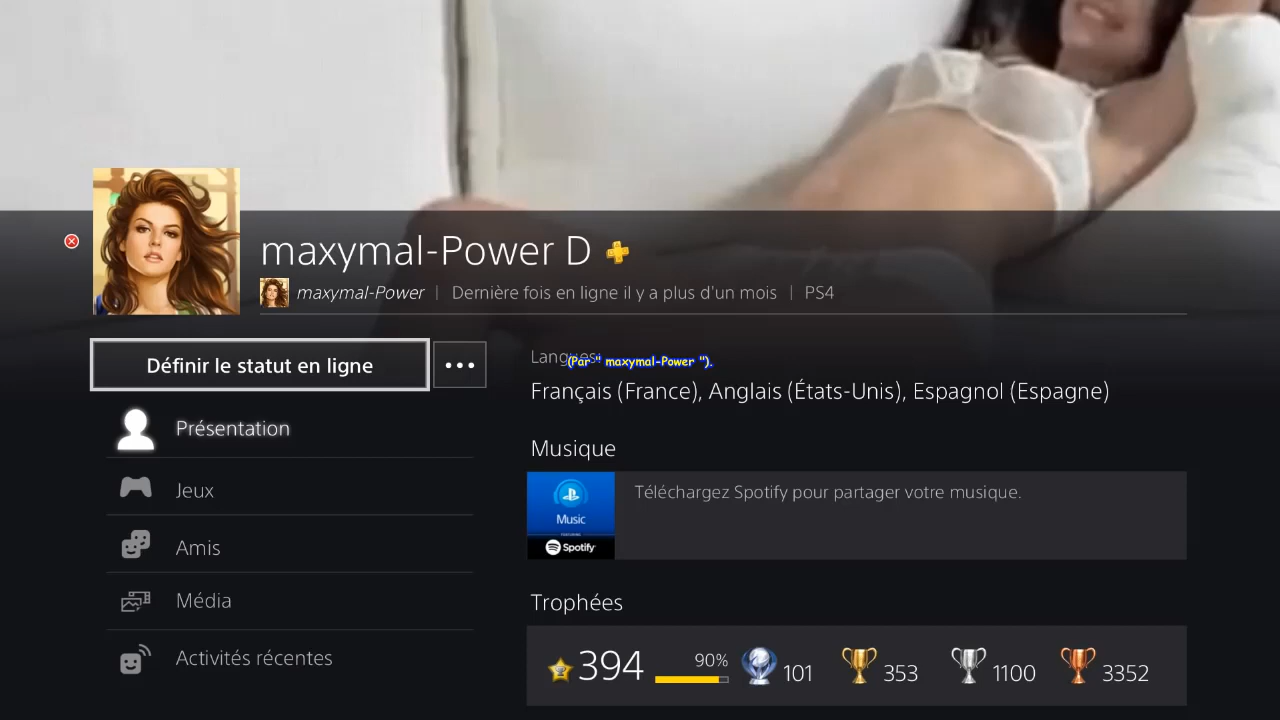 maxymal-Power D
maxymal-Power | Dernière fois en ligne il y a plus d'un mois | PS4
Définir le statut en ligne
Langues
(Par " maxymal-Power ").
Français (France), Anglais (États-Unis), Espagnol (Espagne)
Présentation
Musique
Jeux
Téléchargez Spotify pour partager votre musique.
Music
FEATURING
Spotify
Amis
Média
Trophées
Activités récentes
394 90% 101 353 1100 3352